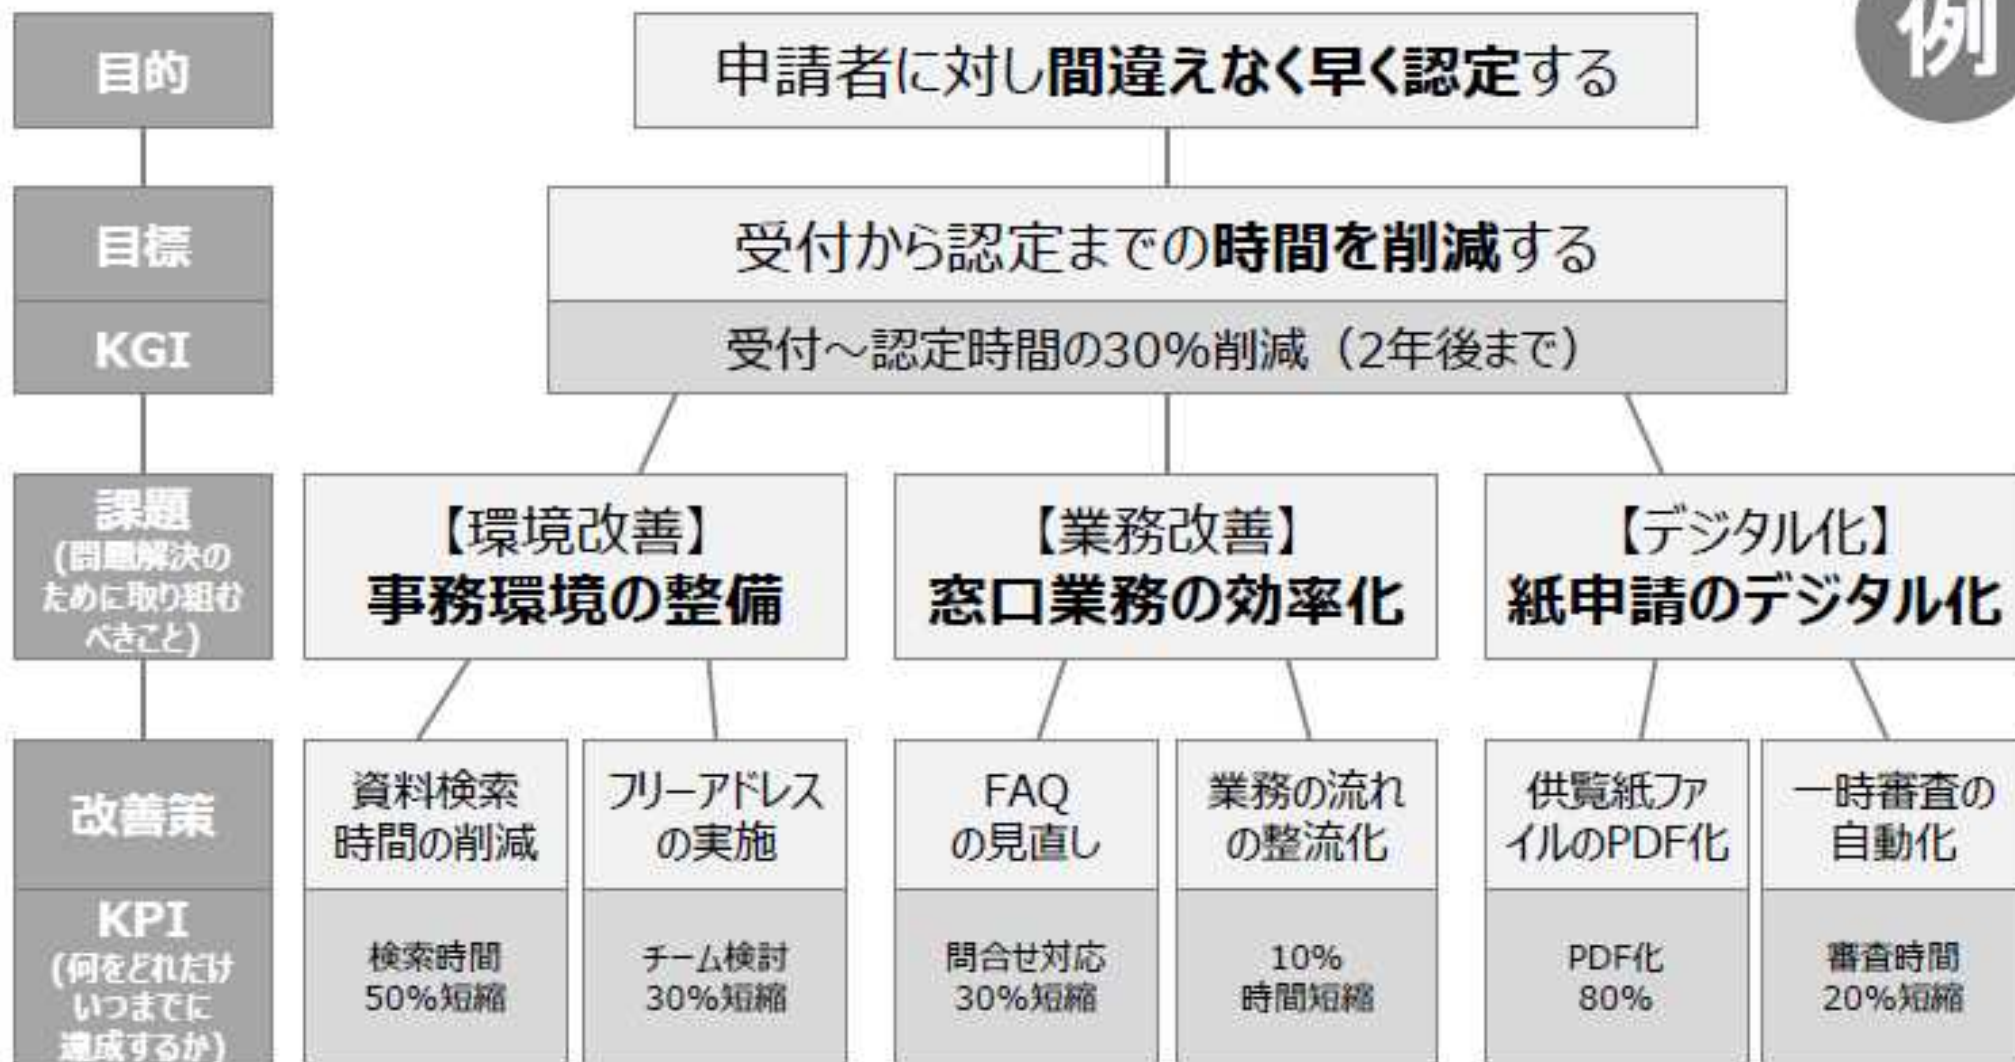 例
目的
申請者に対し間違えなく早く認定する
目標
受付から認定までの時間を削減する
KGI
受付～認定時間の30%削減（2年後まで）
課題
(問題解決の
ために取り組む
べきこと)
【環境改善】
事務環境の整備
【業務改善】
窓口業務の効率化
【デジタル化】
紙申請のデジタル化
改善策
資料検索
時間の削減
フリーアドレス
の実施
FAQ
の見直し
業務の流れ
の整流化
供覧紙ファ
イルのPDF化
一時審査の
自動化
KPI
(何をどれだけ
いつまでに
達成するか)
検索時間
50%短縮
チーム検討
30%短縮
問合せ対応
30%短縮
10%
時間短縮
PDF化
80%
審査時間
20%短縮